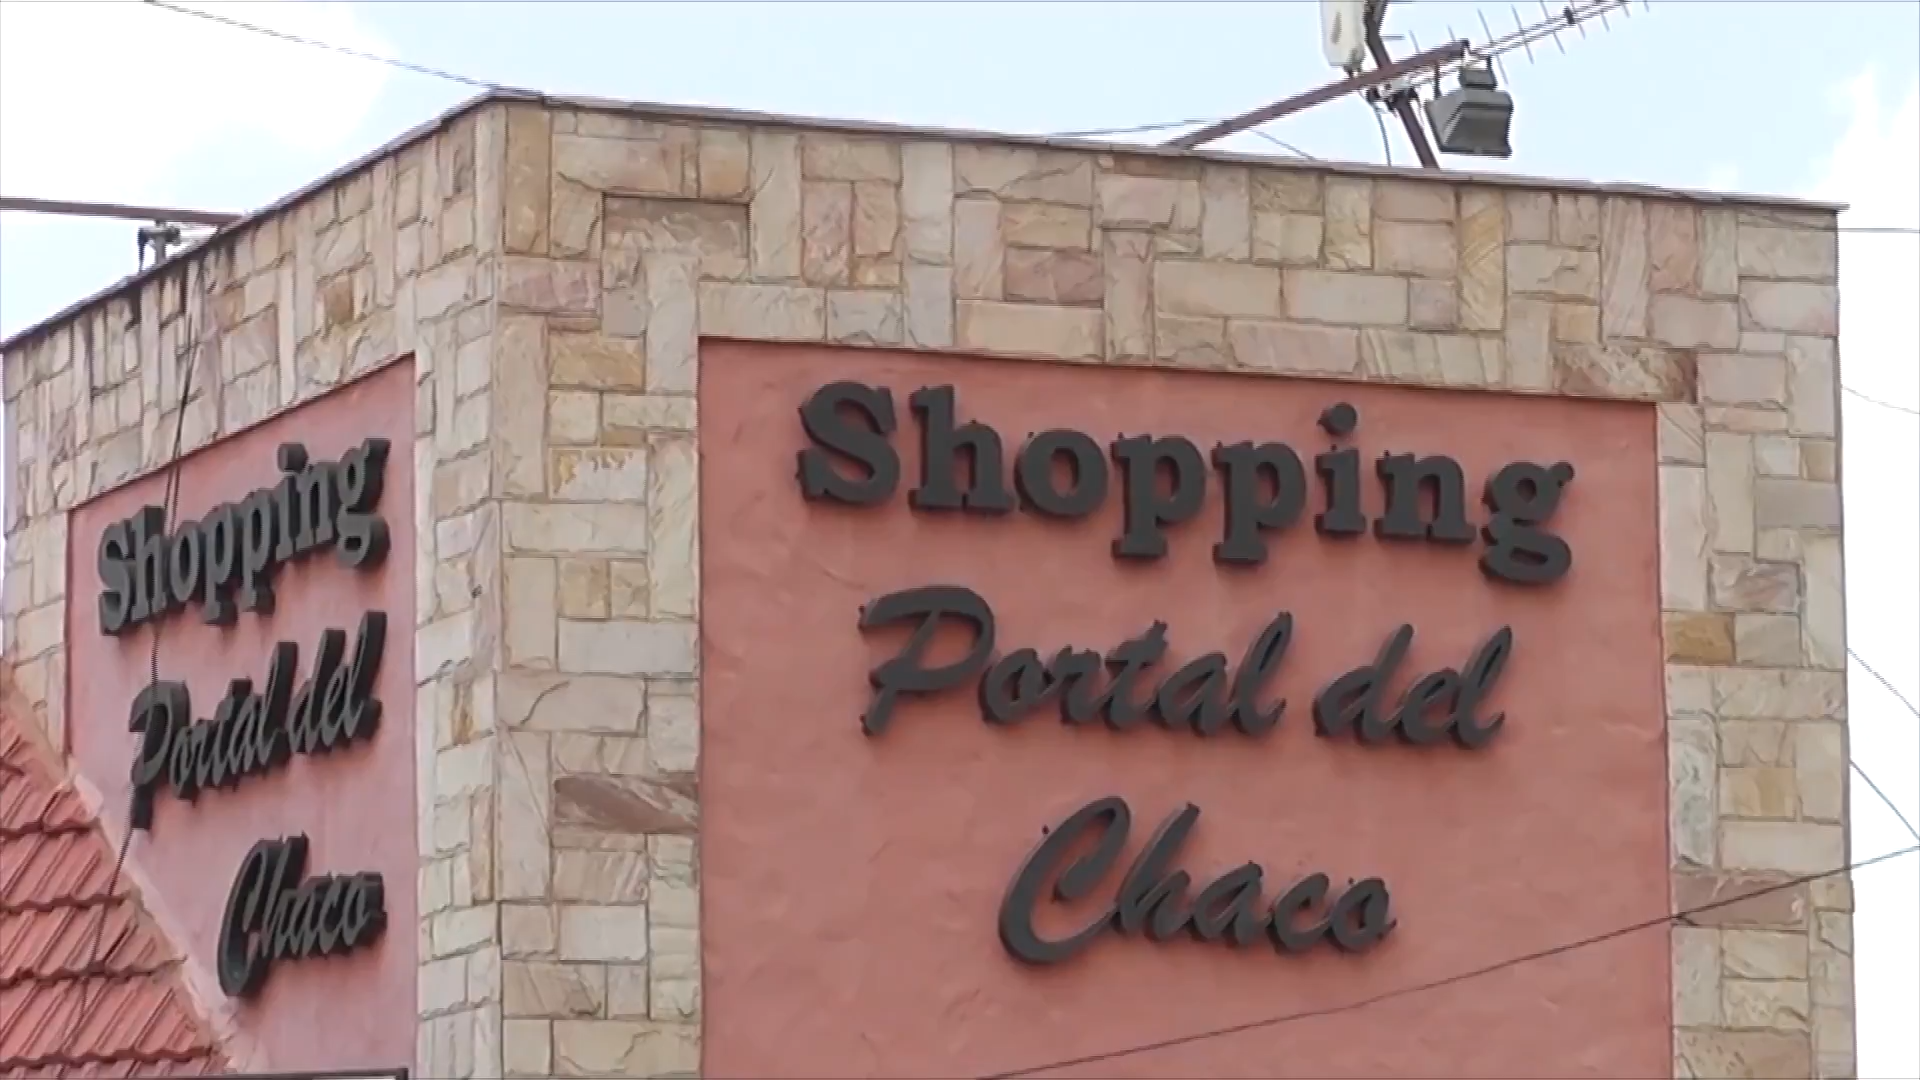 Shopping
Portal del
Chaco
Shopping
Portal del
Chaco